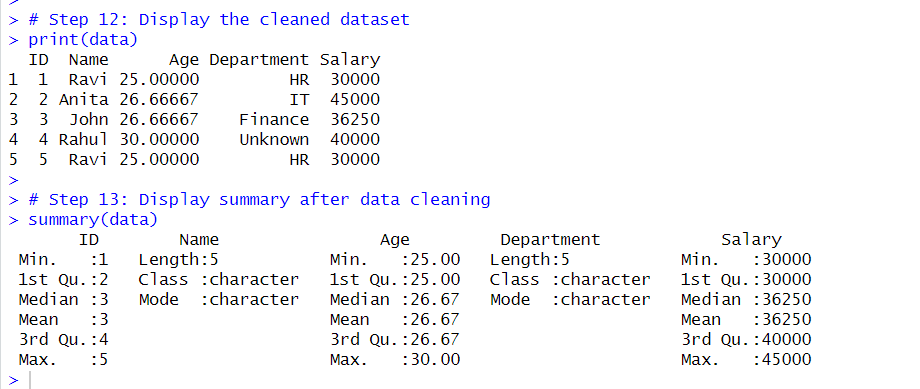 >
> # Step 12: Display the cleaned dataset
> print(data)
  ID  Name      Age Department Salary
1  1  Ravi 25.00000         HR  30000
2  2 Anita 26.66667         IT  45000
3  3  John 26.66667    Finance  36250
4  4 Rahul 30.00000    Unknown  40000
5  5  Ravi 25.00000         HR  30000
>
> # Step 13: Display summary after data cleaning
> summary(data)
       ID        Name                Age         Department            Salary
 Min.   :1   Length:5           Min.   :25.00   Length:5           Min.   :30000
 1st Qu.:2   Class :character   1st Qu.:25.00   Class :character   1st Qu.:30000
 Median :3   Mode  :character   Median :26.67   Mode  :character   Median :36250
 Mean   :3                      Mean   :26.67                      Mean   :36250
 3rd Qu.:4                      3rd Qu.:26.67                      3rd Qu.:40000
 Max.   :5                      Max.   :30.00                      Max.   :45000
>